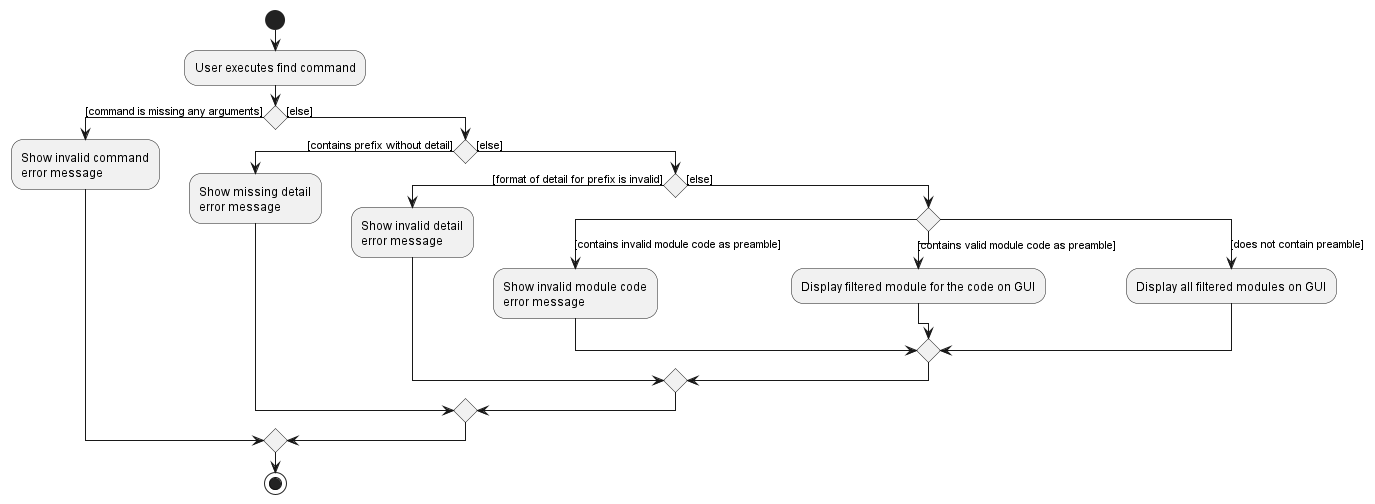 User executes find command
[command is missing any arguments]
[else]
Show invalid command
error message
[contains prefix without detail]
[else]
Show missing detail
error message
[format of detail for prefix is invalid]
[else]
Show invalid detail
error message
[contains invalid module code as preamble]
[contains valid module code as preamble]
[does not contain preamble]
Show invalid module code
error message
Display filtered module for the code on GUI
Display all filtered modules on GUI